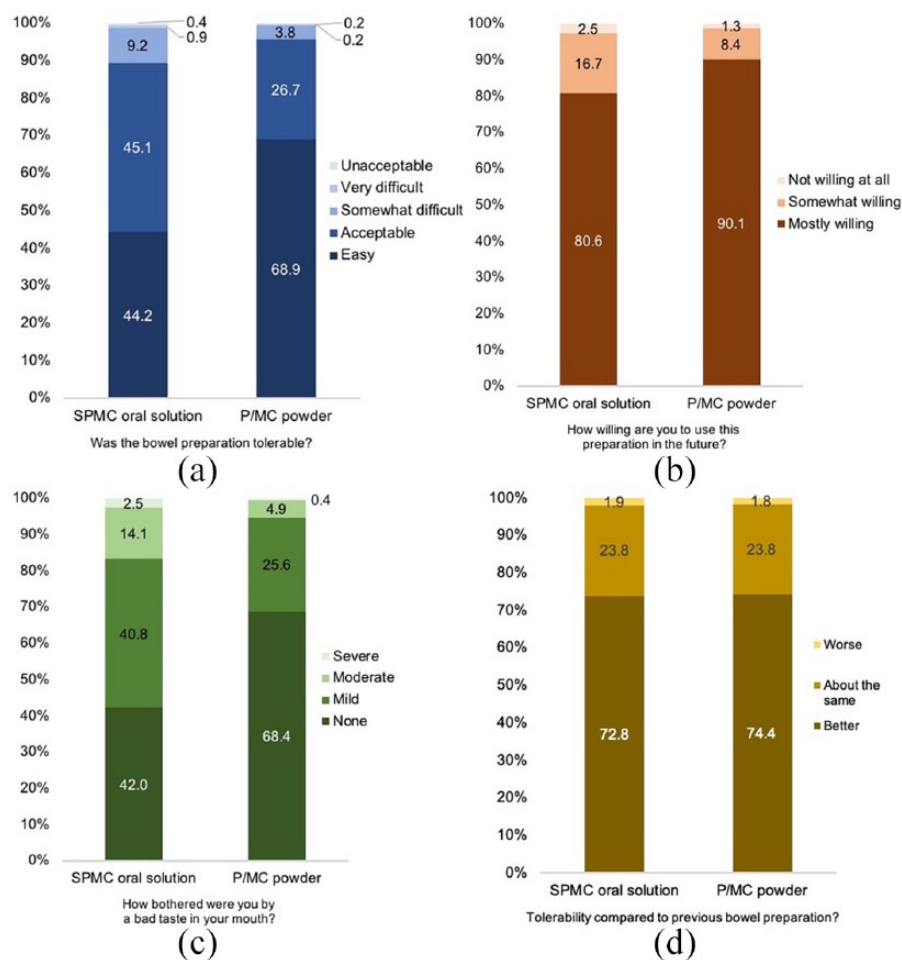 100%
90%
80%
70%
60%
50%
40%
30%
20%
10%
0%
0.4
0.9
9.2
45.1
44.2
0.2
0.2
3.8
26.7
68.9
Unacceptable
Very difficult
Somewhat difficult
Acceptable
Easy
SPMC oral solution
P/MC powder
Was the bowel preparation tolerable?
(a)
100%
90%
80%
70%
60%
50%
40%
30%
20%
10%
0%
2.5
16.7
80.6
1.3
8.4
90.1
Not willing at all
Somewhat willing
Mostly willing
SPMC oral solution
P/MC powder
How willing are you to use this
preparation in the future?
(b)
100%
90%
80%
70%
60%
50%
40%
30%
20%
10%
0%
2.5
14.1
40.8
42.0
0.4
4.9
25.6
68.4
Severe
Moderate
Mild
None
SPMC oral solution
P/MC powder
How bothered were you by
a bad taste in your mouth?
(c)
100%
90%
80%
70%
60%
50%
40%
30%
20%
10%
0%
1.9
23.8
72.8
1.8
23.8
74.4
Worse
About the
same
Better
SPMC oral solution
P/MC powder
Tolerability compared to previous bowel preparation?
(d)